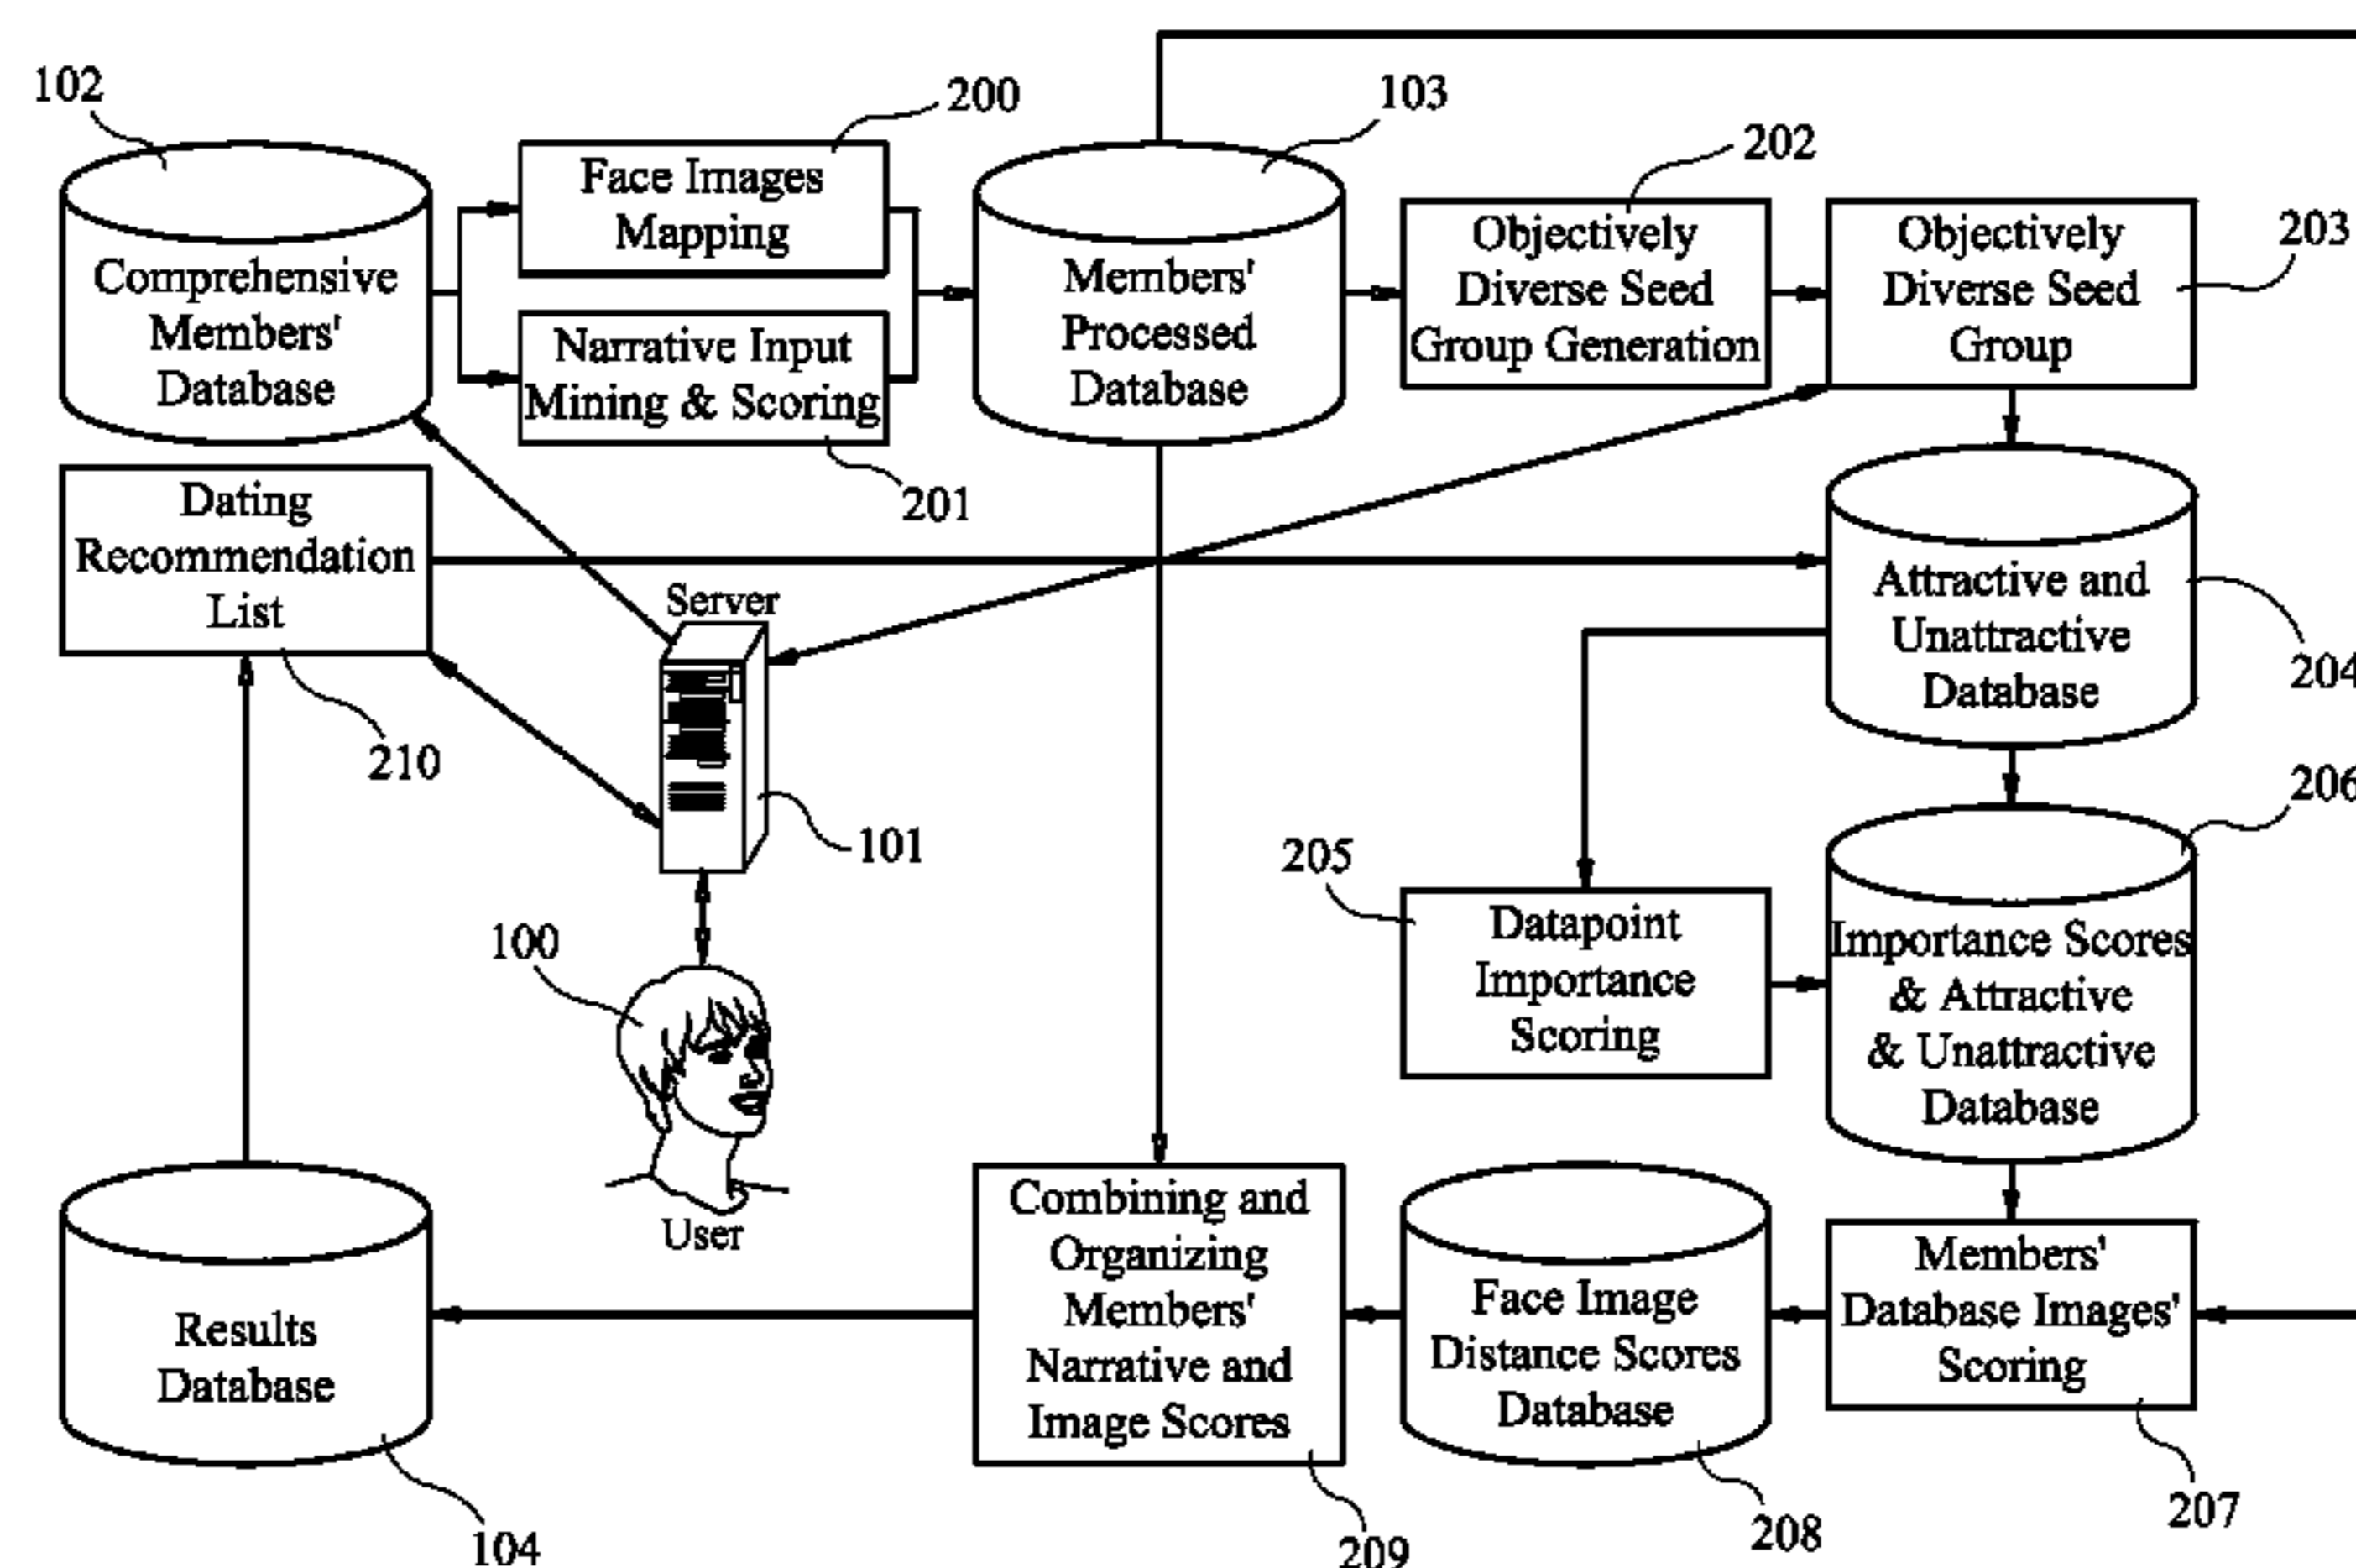 102
200
103
202
203
Comprehensive
Members'
Database
Face Images
Mapping
Narrative Input
Mining & Scoring
201
Members'
Processed
Database
Objectively
Diverse Seed
Group Generation
Objectively
Diverse Seed
Group
Dating
Recommendation
List
210
Server
101
100
User
Attractive and
Unattractive
Database
204
205
Datapoint
Importance
Scoring
206
Importance Scores
& Attractive
& Unattractive
Database
Results
Database
104
Combining and
Organizing
Members'
Narrative and
Image Scores
209
Face Image
Distance Scores
Database
208
Members'
Database Images'
Scoring
207